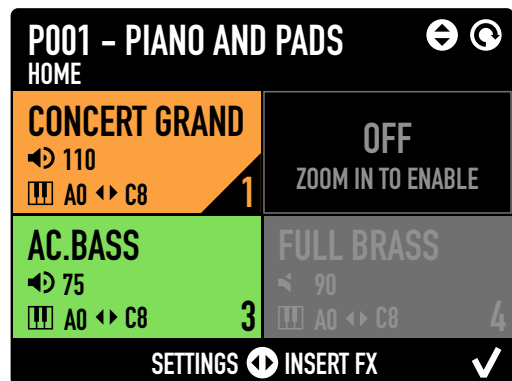 P001 - PIANO AND PADS
HOME
CONCERT GRAND
110
A0 C8
1
OFF
ZOOM IN TO ENABLE
AC.BASS
75
A0 C8
3
FULL BRASS
90
A0 C8
4
SETTINGS INSERT FX